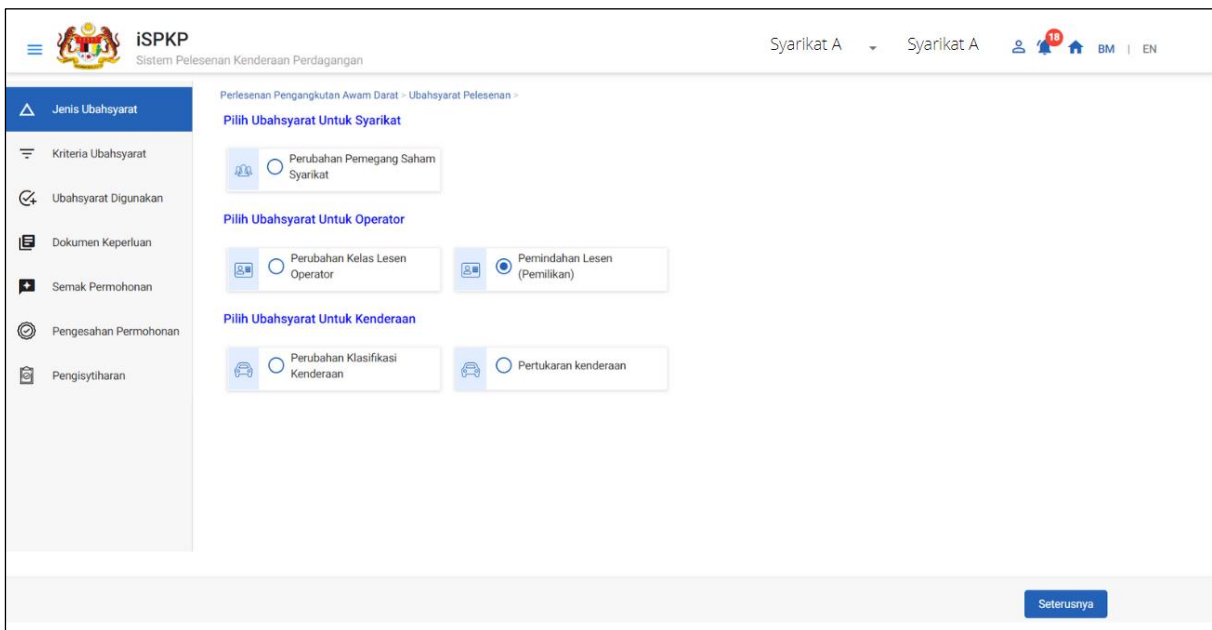 iSPKP
Sistem Pelesenan Kenderaan Perdagangan
Syarikat A
Syarikat A
18
BM | EN
Jenis Ubahsyarat
Kriteria Ubahsyarat
Ubahsyarat Digunakan
Dokumen Keperluan
Semak Permohonan
Pengesahan Permohonan
Pengisytiharan
Perlesenan Pengangkutan Awam Darat > Ubahsyarat Pelesenan >
Pilih Ubahsyarat Untuk Syarikat
Perubahan Pemegang Saham
Syarikat
Pilih Ubahsyarat Untuk Operator
Perubahan Kelas Lesen
Operator
Pemindahan Lesen
(Pemilikan)
Pilih Ubahsyarat Untuk Kenderaan
Perubahan Klasifikasi
Kenderaan
Pertukaran kenderaan
Seterusnya